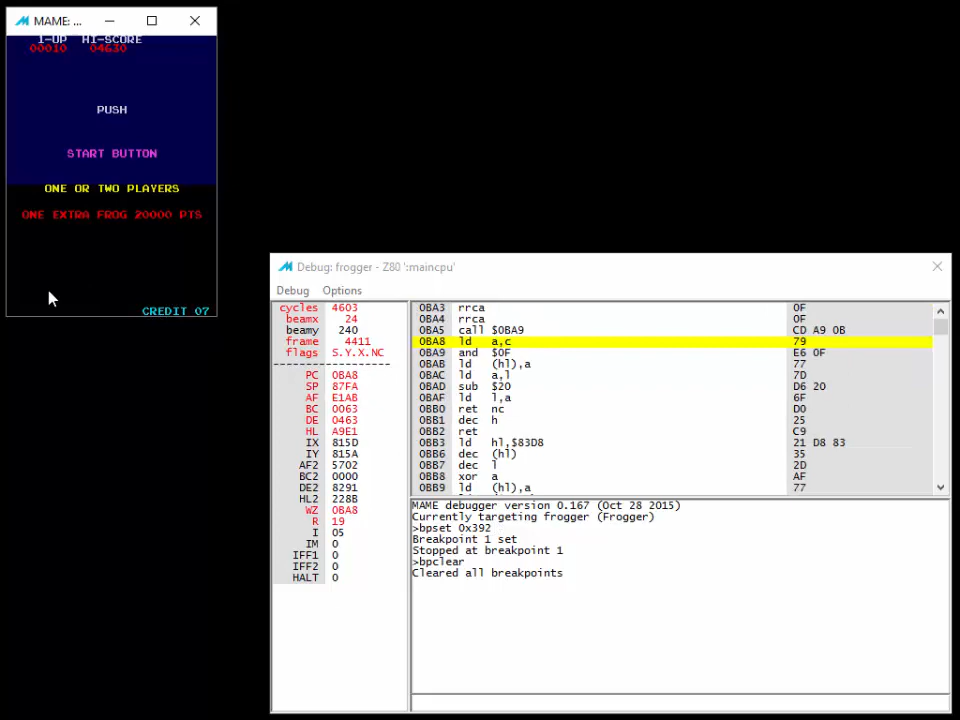 MAME: ...
1-UP HI-SCORE
00010 04630
PUSH
START BUTTON
ONE OR TWO PLAYERS
ONE EXTRA FROG 20000 PTS
CREDIT 07
Debug: frogger - Z80 ':maincpu'
Debug Options
cycles 4603
beamx 24
beamy 240
frame 4411
flags S.Y.X.NC
PC 0BA8
SP 87FA
AF E1AB
BC 0063
DE 0463
HL A9E1
IX 815D
IY 815A
AF2 5702
BC2 0000
DE2 8291
HL2 228B
WZ 0BA8
R 19
I 05
IM 0
IFF1 0
IFF2 0
HALT 0
0BA3 rrca 0F
0BA4 rrca 0F
0BA5 call $0BA9 CD A9 0B
0BA8 ld a,c 79
0BA9 and $0F E6 0F
0BAB ld (hl),a 77
0BAC ld a,l 7D
0BAD sub $20 D6 20
0BAF ld l,a 6F
0BB0 ret nc D0
0BB1 dec h 25
0BB2 ret C9
0BB3 ld hl,$83D8 21 D8 83
0BB6 dec (hl) 35
0BB7 dec l 2D
0BB8 xor a AF
0BB9 ld (hl),a 77
MAME debugger version 0.167 (Oct 28 2015)
Currently targeting frogger (Frogger)
>bpset 0x392
Breakpoint 1 set
Stopped at breakpoint 1
>bpclear
Cleared all breakpoints